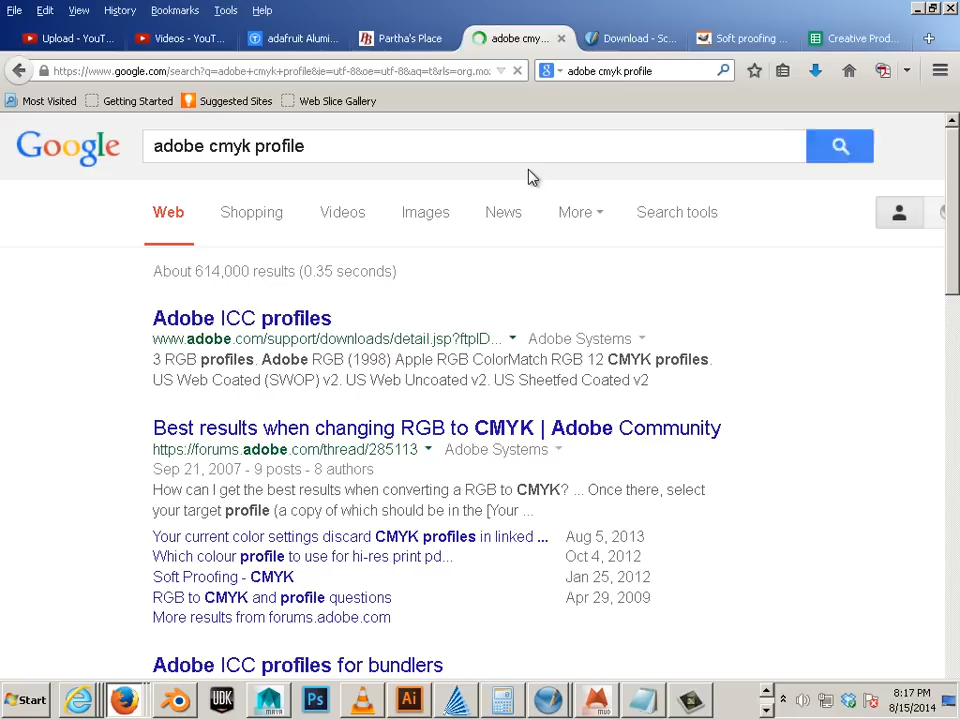 File Edit View History Bookmarks Tools Help
Upload - YouT... Videos - YouT... adafruit Alumi... Partha's Place adobe cmy... Download - Sc... Soft proofing ... Creative Prod...
https://www.google.com/search?q=adobe+cmyk+profile&ie=utf-8&oe=utf-8&aq=t&rls=org.mo: adobe cmyk profile
Most Visited Getting Started Suggested Sites Web Slice Gallery
Google adobe cmyk profile
Web Shopping Videos Images News More Search tools
About 614,000 results (0.35 seconds)
Adobe ICC profiles
www.adobe.com/support/downloads/detail.jsp?ftpID... Adobe Systems
3 RGB profiles. Adobe RGB (1998) Apple RGB ColorMatch RGB 12 CMYK profiles.
US Web Coated (SWOP) v2. US Web Uncoated v2. US Sheetfed Coated v2
Best results when changing RGB to CMYK | Adobe Community
https://forums.adobe.com/thread/285113 Adobe Systems
Sep 21, 2007 - 9 posts - 8 authors
How can I get the best results when converting a RGB to CMYK? ... Once there, select
your target profile (a copy of which should be in the [Your ...
Your current color settings discard CMYK profiles in linked ... Aug 5, 2013
Which colour profile to use for hi-res print pd... Oct 4, 2012
Soft Proofing - CMYK Jan 25, 2012
RGB to CMYK and profile questions Apr 29, 2009
More results from forums.adobe.com
Adobe ICC profiles for bundlers
Start UDK MAYA Ps Ai MUD 8:17 PM
8/15/2014